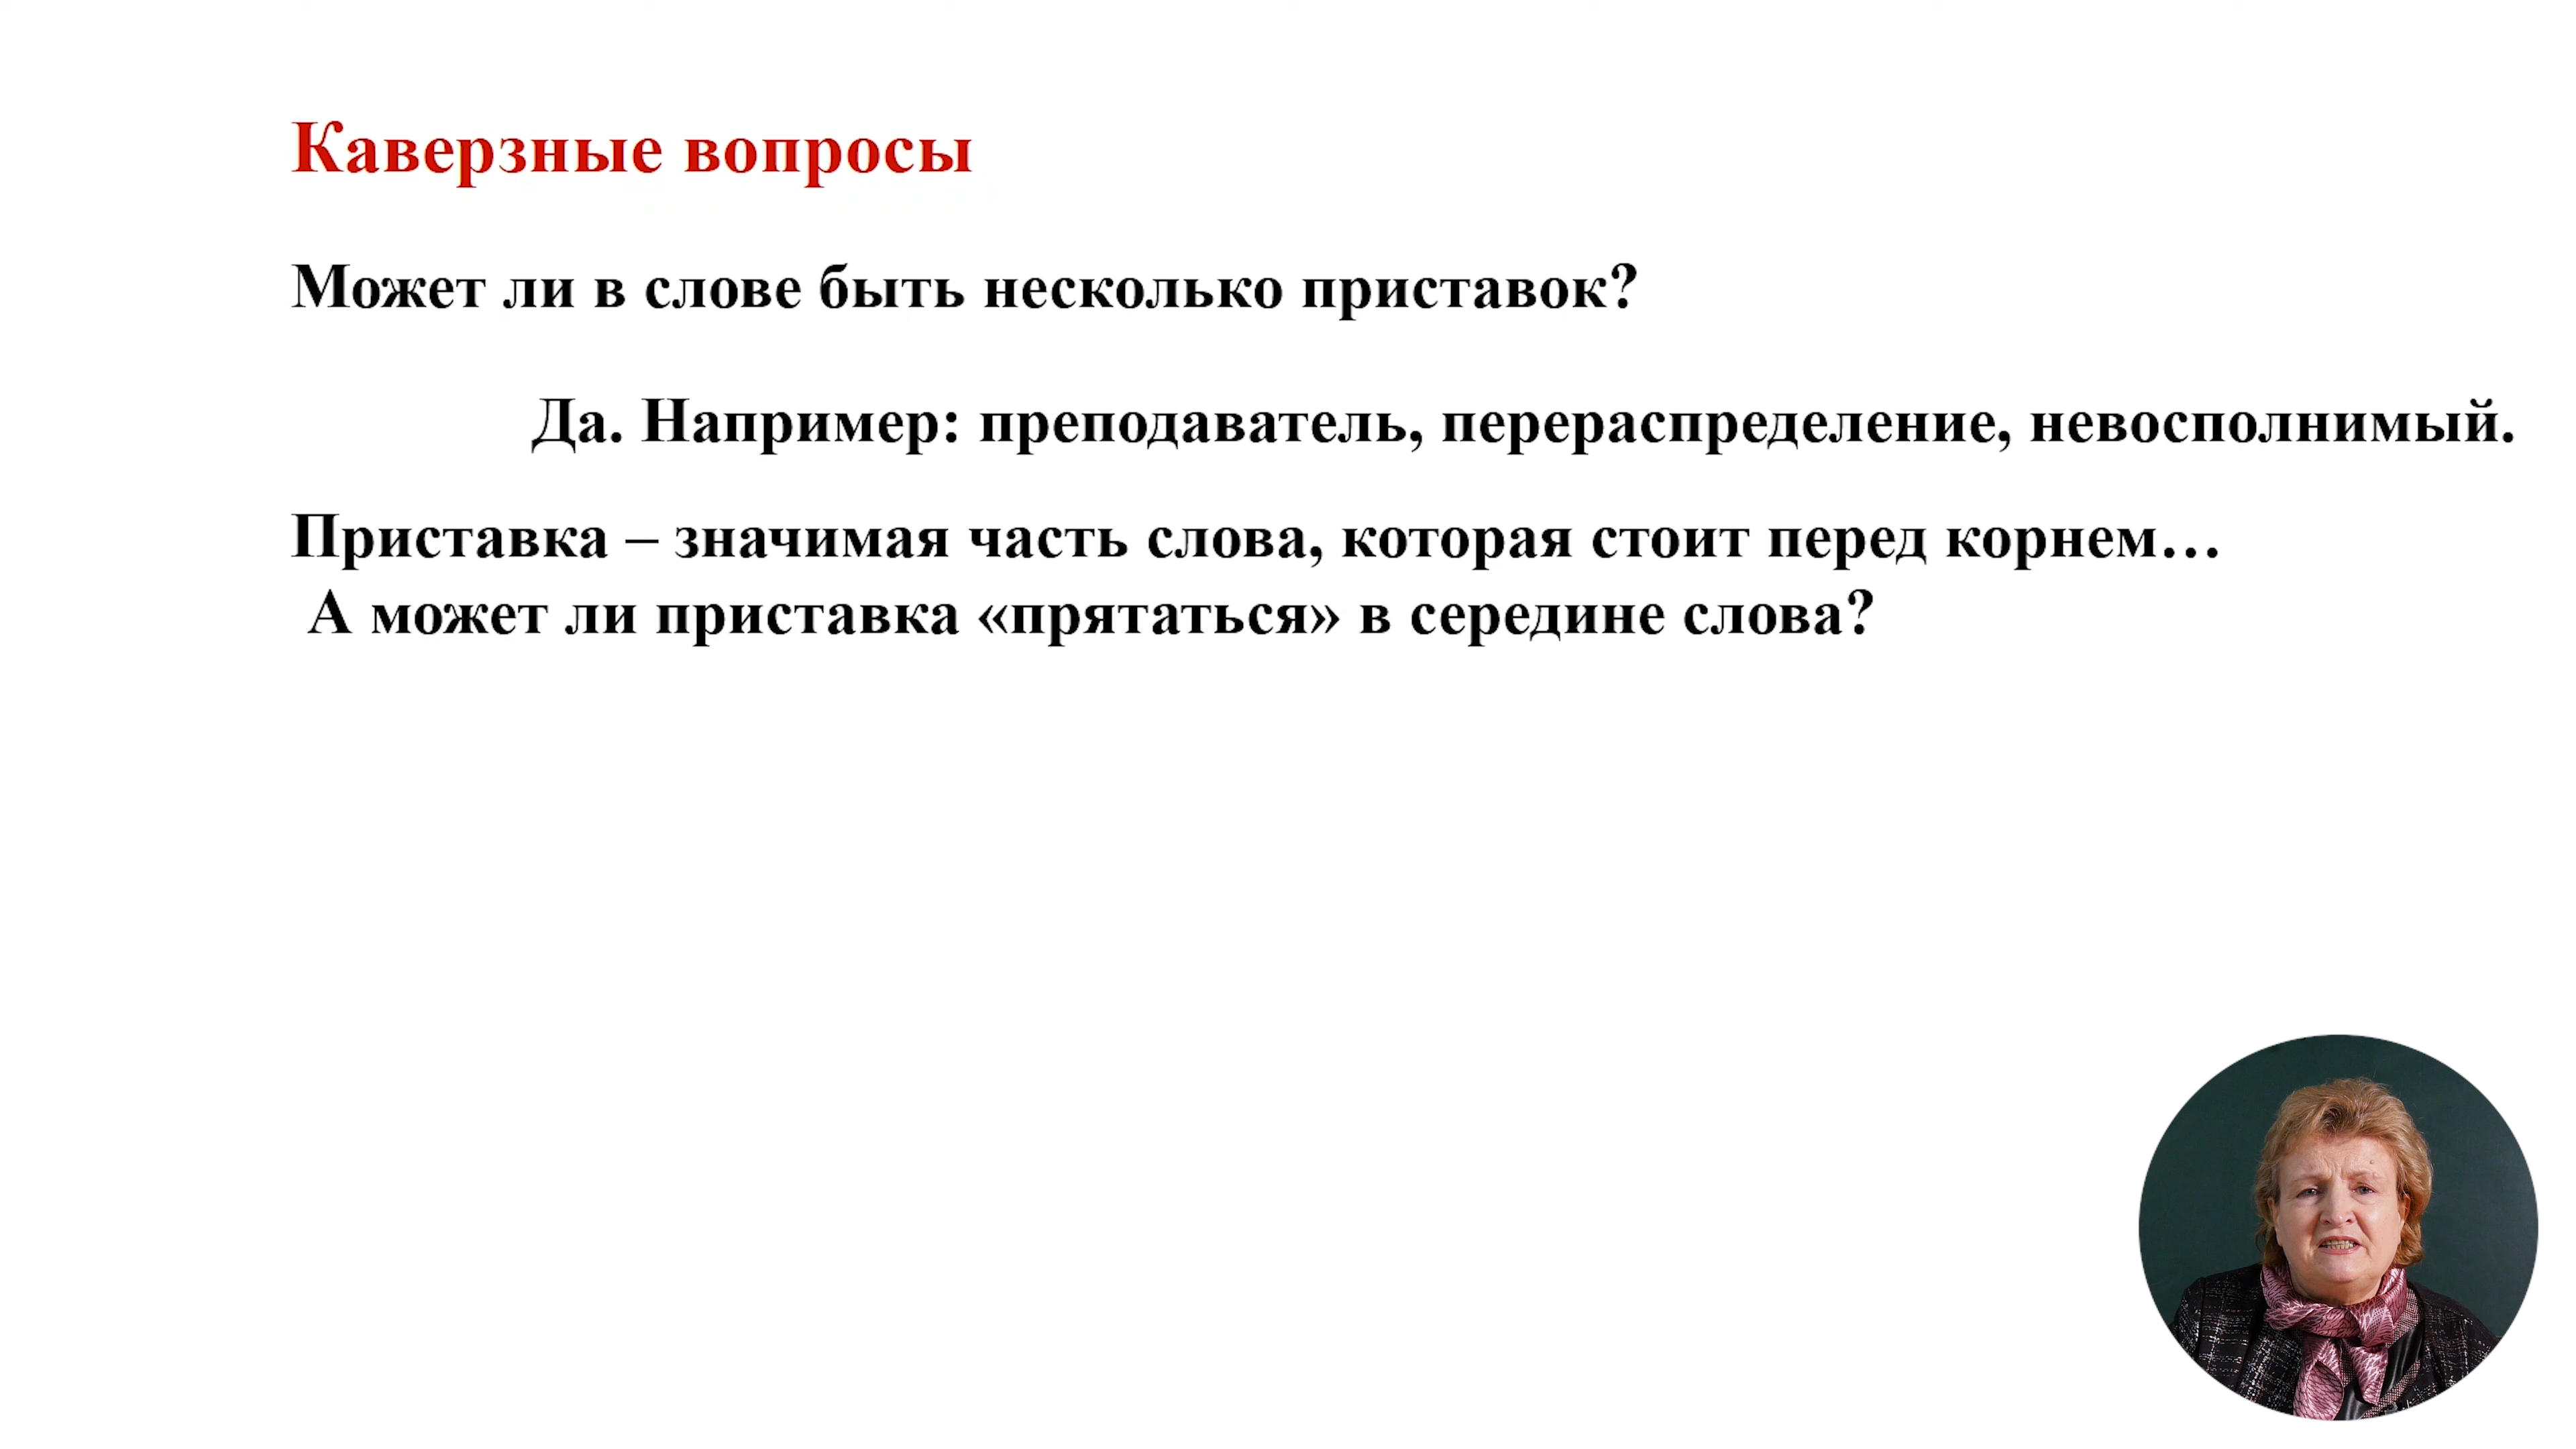 Каверзные вопросы
Может ли в слове быть несколько приставок?
Да. Например: преподаватель, перераспределение, невосполнимый.
Приставка – значимая часть слова, которая стоит перед корнем…
А может ли приставка «прятаться» в середине слова?